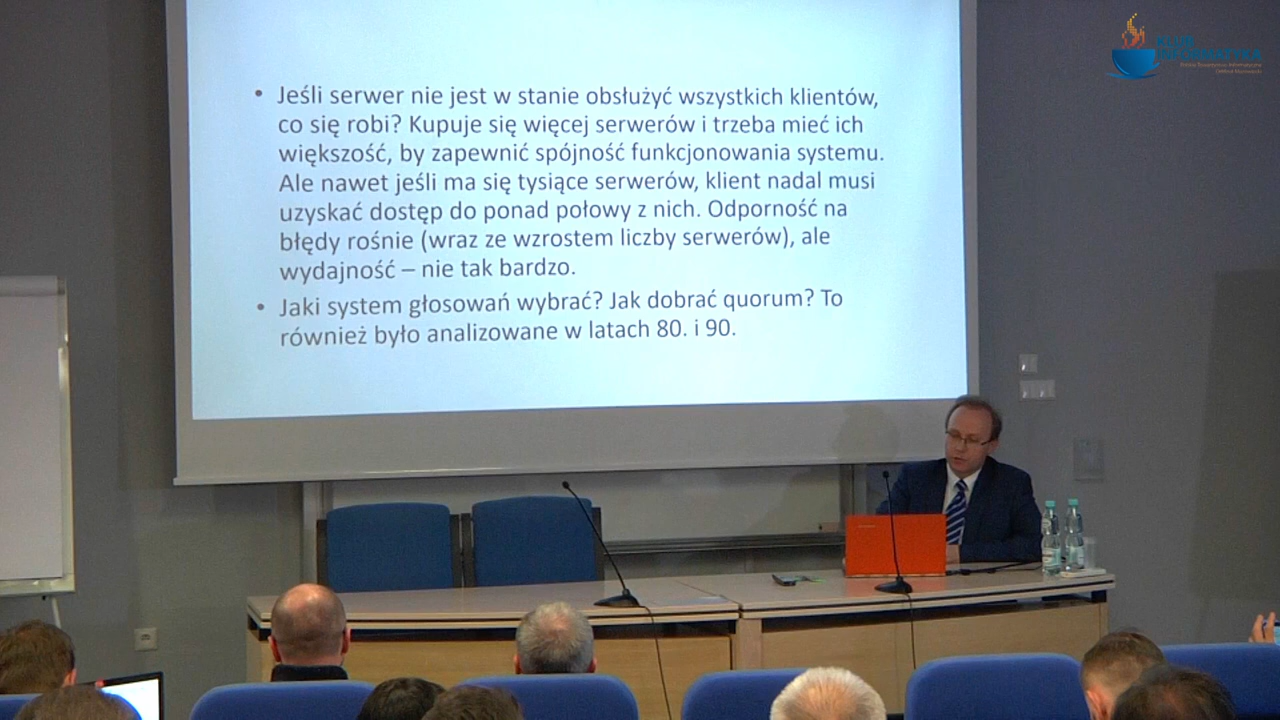 • Jeśli serwer nie jest w stanie obsłużyć wszystkich klientów,
co się robi? Kupuje się więcej serwerów i trzeba mieć ich
większość, by zapewnić spójność funkcjonowania systemu.
Ale nawet jeśli ma się tysiące serwerów, klient nadal musi
uzyskać dostęp do ponad połowy z nich. Odporność na
błędy rośnie (wraz ze wzrostem liczby serwerów), ale
wydajność – nie tak bardzo.
• Jaki system głosowań wybrać? Jak dobrać quorum? To
również było analizowane w latach 80. i 90.
KLUB
INFORMATYKA